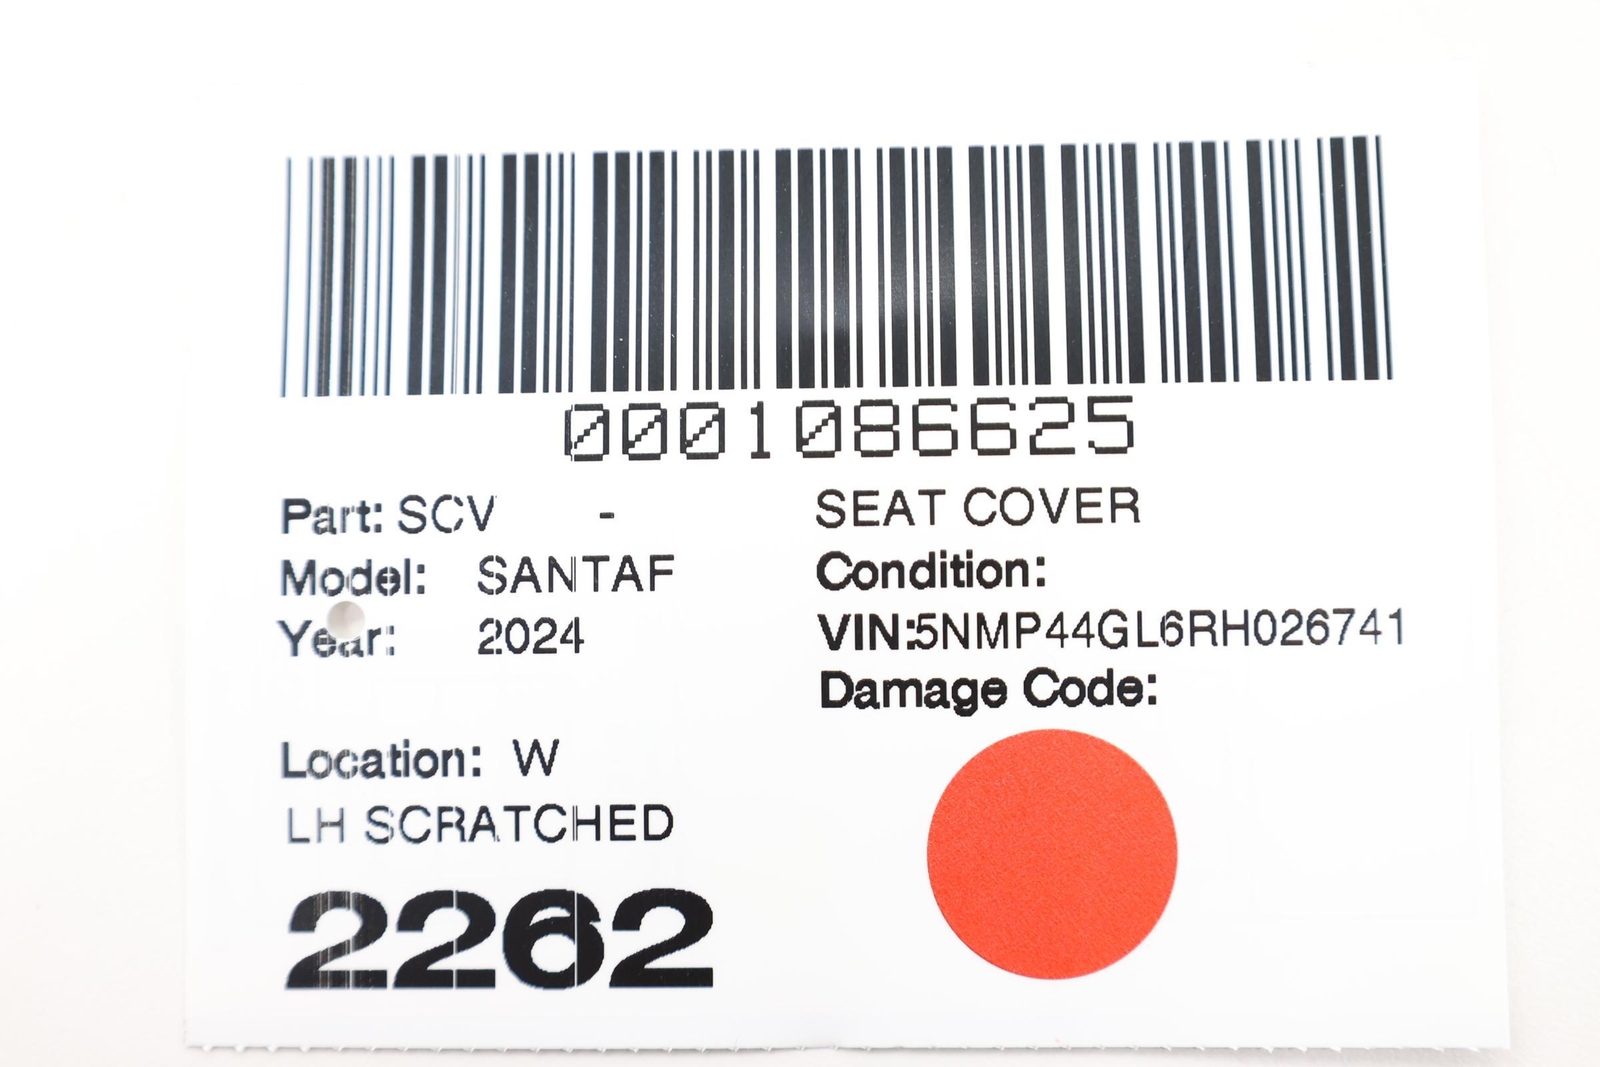 0001086625
Part: SCV - SEAT COVER
Model: SANTAF Condition:
Year: 2024 VIN:5NMP44GL6RH026741
Damage Code:
Location: W
LH SCRATCHED
2262